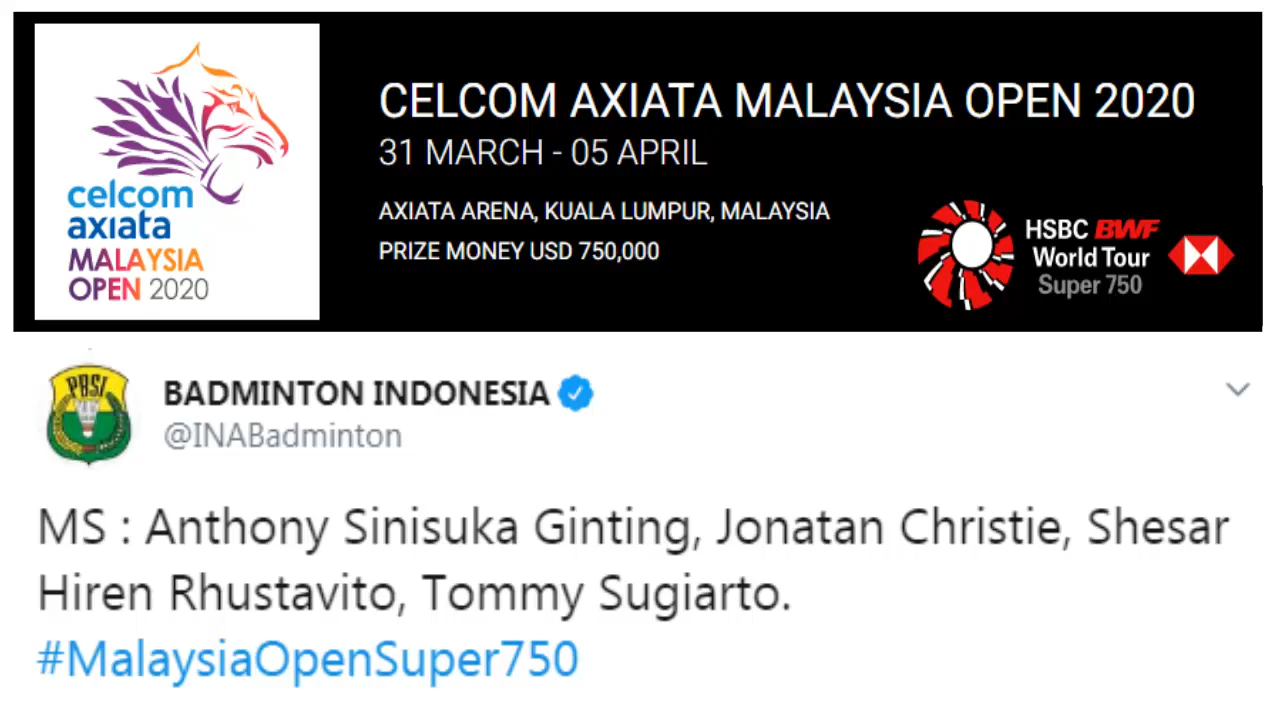 celcom
axiata
MALAYSIA
OPEN 2020
CELCOM AXIATA MALAYSIA OPEN 2020
31 MARCH - 05 APRIL
AXIATA ARENA, KUALA LUMPUR, MALAYSIA
PRIZE MONEY USD 750,000
HSBC BWF
World Tour
Super 750
PBSI
BADMINTON INDONESIA
@INABadminton
MS : Anthony Sinisuka Ginting, Jonatan Christie, Shesar
Hiren Rhustavito, Tommy Sugiarto.
#MalaysiaOpenSuper750